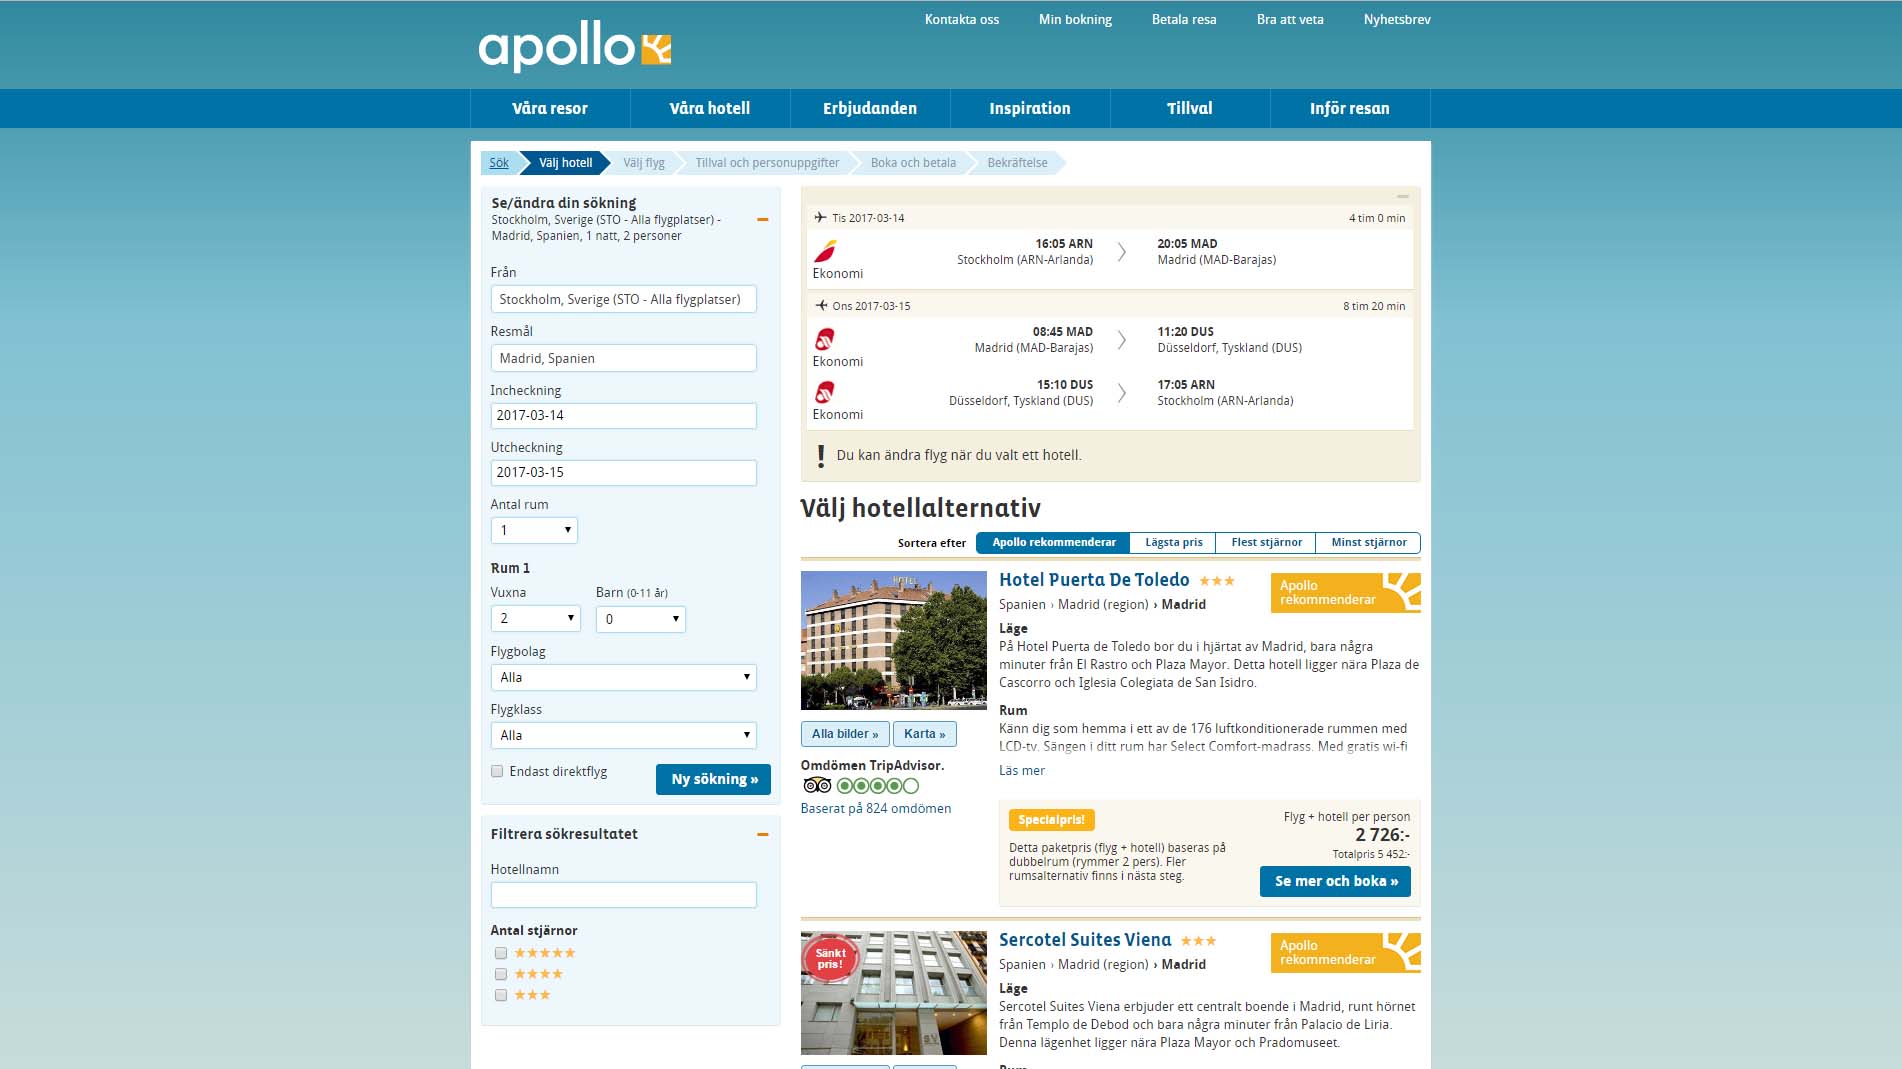 Kontakta oss Min bokning Betala resa Bra att veta Nyhetsbrev
apollo
Våra resor Våra hotell Erbjudanden Inspiration Tillval Inför resan
Sök Välj hotell Välj flyg Tillval och personuppgifter Boka och betala Bekräftelse
Se/ändra din sökning
Stockholm, Sverige (STO - Alla flygplatser) -
Madrid, Spanien, 1 natt, 2 personer
Från
Stockholm, Sverige (STO - Alla flygplatser)
Resmål
Madrid, Spanien
Incheckning
2017-03-14
Utcheckning
2017-03-15
Antal rum
1
Rum 1
Vuxna Barn (0-11 år)
2 0
Flygbolag
Alla
Flygklass
Alla
Endast direktflyg Ny sökning »
Filtrera sökresultatet
Hotellnamn
Antal stjärnor
Tis 2017-03-14 4 tim 0 min
16:05 ARN 20:05 MAD
Stockholm (ARN-Arlanda) Madrid (MAD-Barajas)
Ekonomi
Ons 2017-03-15 8 tim 20 min
08:45 MAD 11:20 DUS
Madrid (MAD-Barajas) Düsseldorf, Tyskland (DUS)
Ekonomi
15:10 DUS 17:05 ARN
Düsseldorf, Tyskland (DUS) Stockholm (ARN-Arlanda)
Ekonomi
! Du kan ändra flyg när du valt ett hotell.
Välj hotellalternativ
Sortera efter Apollo rekommenderar Lägsta pris Flest stjärnor Minst stjärnor
HOTEL
Hotel Puerta De Toledo
Apollo
rekommenderar
Spanien › Madrid (region) › Madrid
Läge
På Hotel Puerta de Toledo bor du i hjärtat av Madrid, bara några
minuter från El Rastro och Plaza Mayor. Detta hotell ligger nära Plaza de
Cascorro och Iglesia Colegiata de San Isidro.
Rum
Känn dig som hemma i ett av de 176 luftkonditionerade rummen med
LCD-tv. Sängen i ditt rum har Select Comfort-madrass. Med gratis wi-fi
Läs mer
Alla bilder » Karta »
Omdömen TripAdvisor.
Baserat på 824 omdömen
Specialpris!
Detta paketpris (flyg + hotell) baseras på
dubbelrum (rymmer 2 pers). Fler
rumsalternativ finns i nästa steg.
Flyg + hotell per person
2 726:-
Totalpris 5 452:-
Se mer och boka »
Sänkt
pris!
Sercotel Suites Viena
Apollo
rekommenderar
Spanien › Madrid (region) › Madrid
Läge
Sercotel Suites Viena erbjuder ett centralt boende i Madrid, runt hörnet
från Templo de Debod och bara några minuter från Palacio de Liria.
Denna lägenhet ligger nära Plaza Mayor och Pradomuseet.